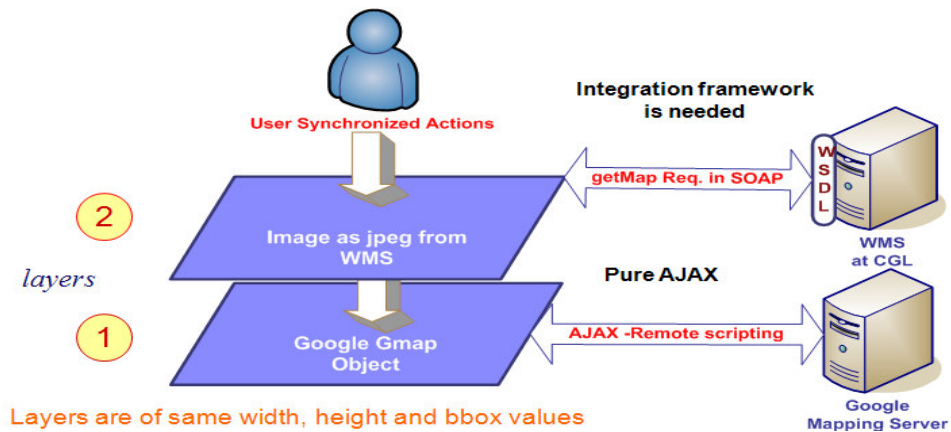 User Synchronized Actions
Integration framework
is needed
getMap Req. in SOAP
WSDL
WMS
at CGL
2
Image as jpeg from
WMS
layers
Pure AJAX
1
Google Gmap
Object
AJAX -Remote scripting
Google
Mapping Server
Layers are of same width, height and bbox values